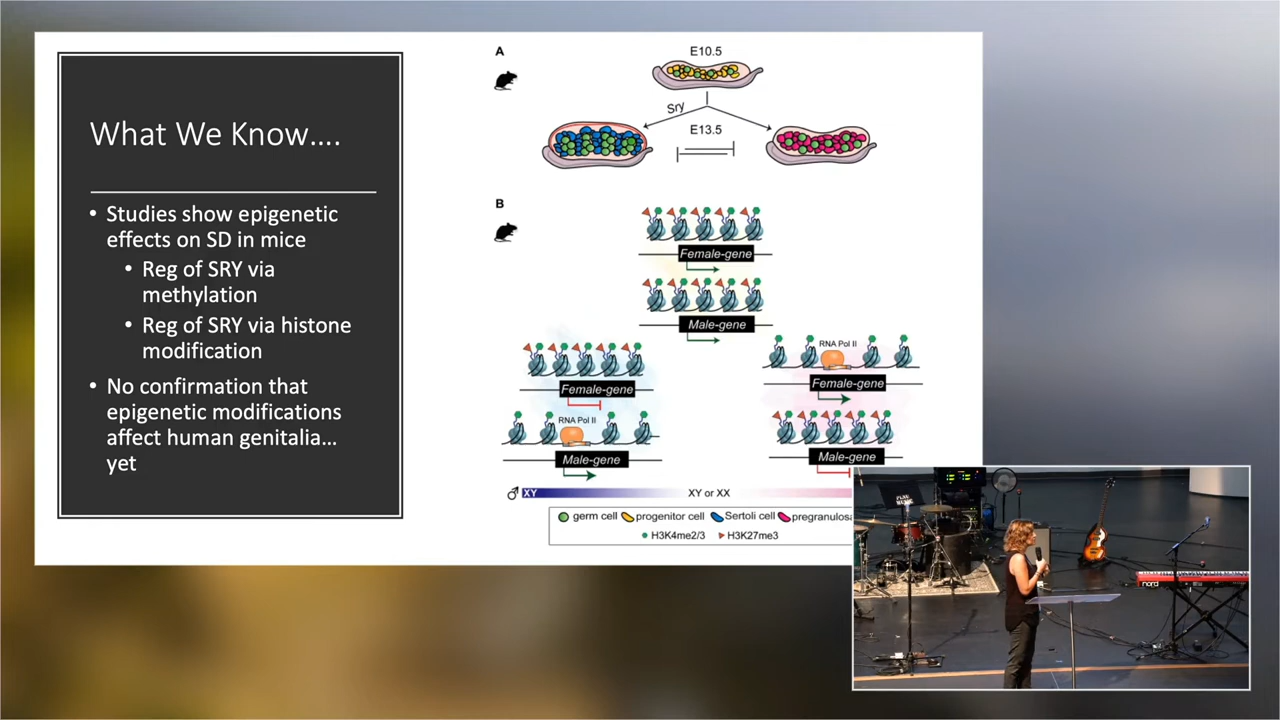 What We Know....
• Studies show epigenetic
effects on SD in mice
• Reg of SRY via
methylation
• Reg of SRY via histone
modification
• No confirmation that
epigenetic modifications
affect human genitalia...
yet
A
E10.5
Sry
E13.5
B
Female-gene
Male-gene
Female-gene
RNA Pol II
Male-gene
RNA Pol II
Female-gene
Male-gene
♂ XY
XY or XX
germ cell
progenitor cell
Sertoli cell
pregranulosa
H3K4me2/3
H3K27me3
nord